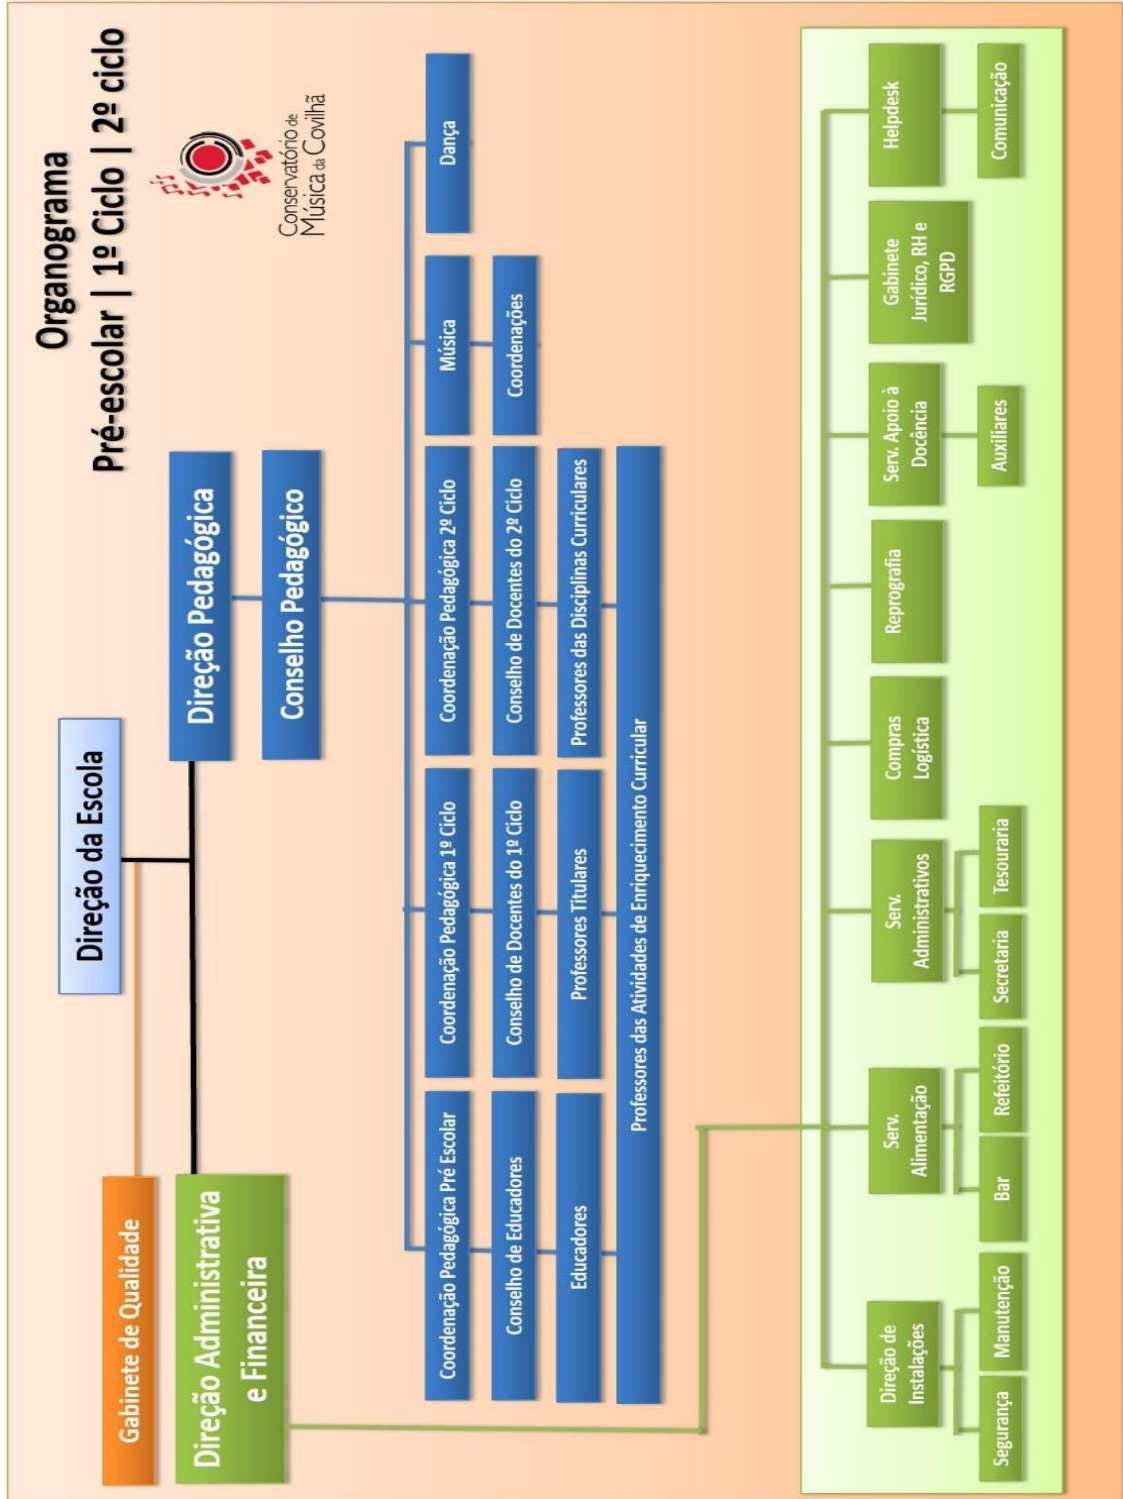 Organograma
Pré-escolar | 1º Ciclo | 2º ciclo
Conservatório de
Música da Covilhã
Direção da Escola
Gabinete de Qualidade
Direção Administrativa
e Financeira
Direção Pedagógica
Conselho Pedagógico
Coordenação Pedagógica Pré Escolar
Coordenação Pedagógica 1º Ciclo
Coordenação Pedagógica 2º Ciclo
Música
Dança
Conselho de Educadores
Conselho de Docentes do 1º Ciclo
Conselho de Docentes do 2º Ciclo
Coordenações
Educadores
Professores Titulares
Professores das Disciplinas Curriculares
Professores das Atividades de Enriquecimento Curricular
Direção de
Instalações
Serv.
Alimentação
Serv.
Administrativos
Compras
Logística
Reprografia
Serv. Apoio à
Docência
Gabinete
Jurídico, RH e
RGPD
Helpdesk
Segurança
Manutenção
Bar
Refeitório
Secretaria
Tesouraria
Auxiliares
Comunicação